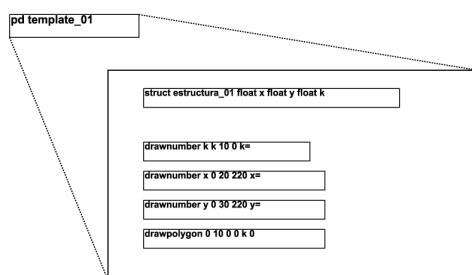 pd template_01
struct estructura_01 float x float y float k
drawnumber k k 10 0 k=
drawnumber x 0 20 220 x=
drawnumber y 0 30 220 y=
drawpolygon 0 10 0 0 k 0